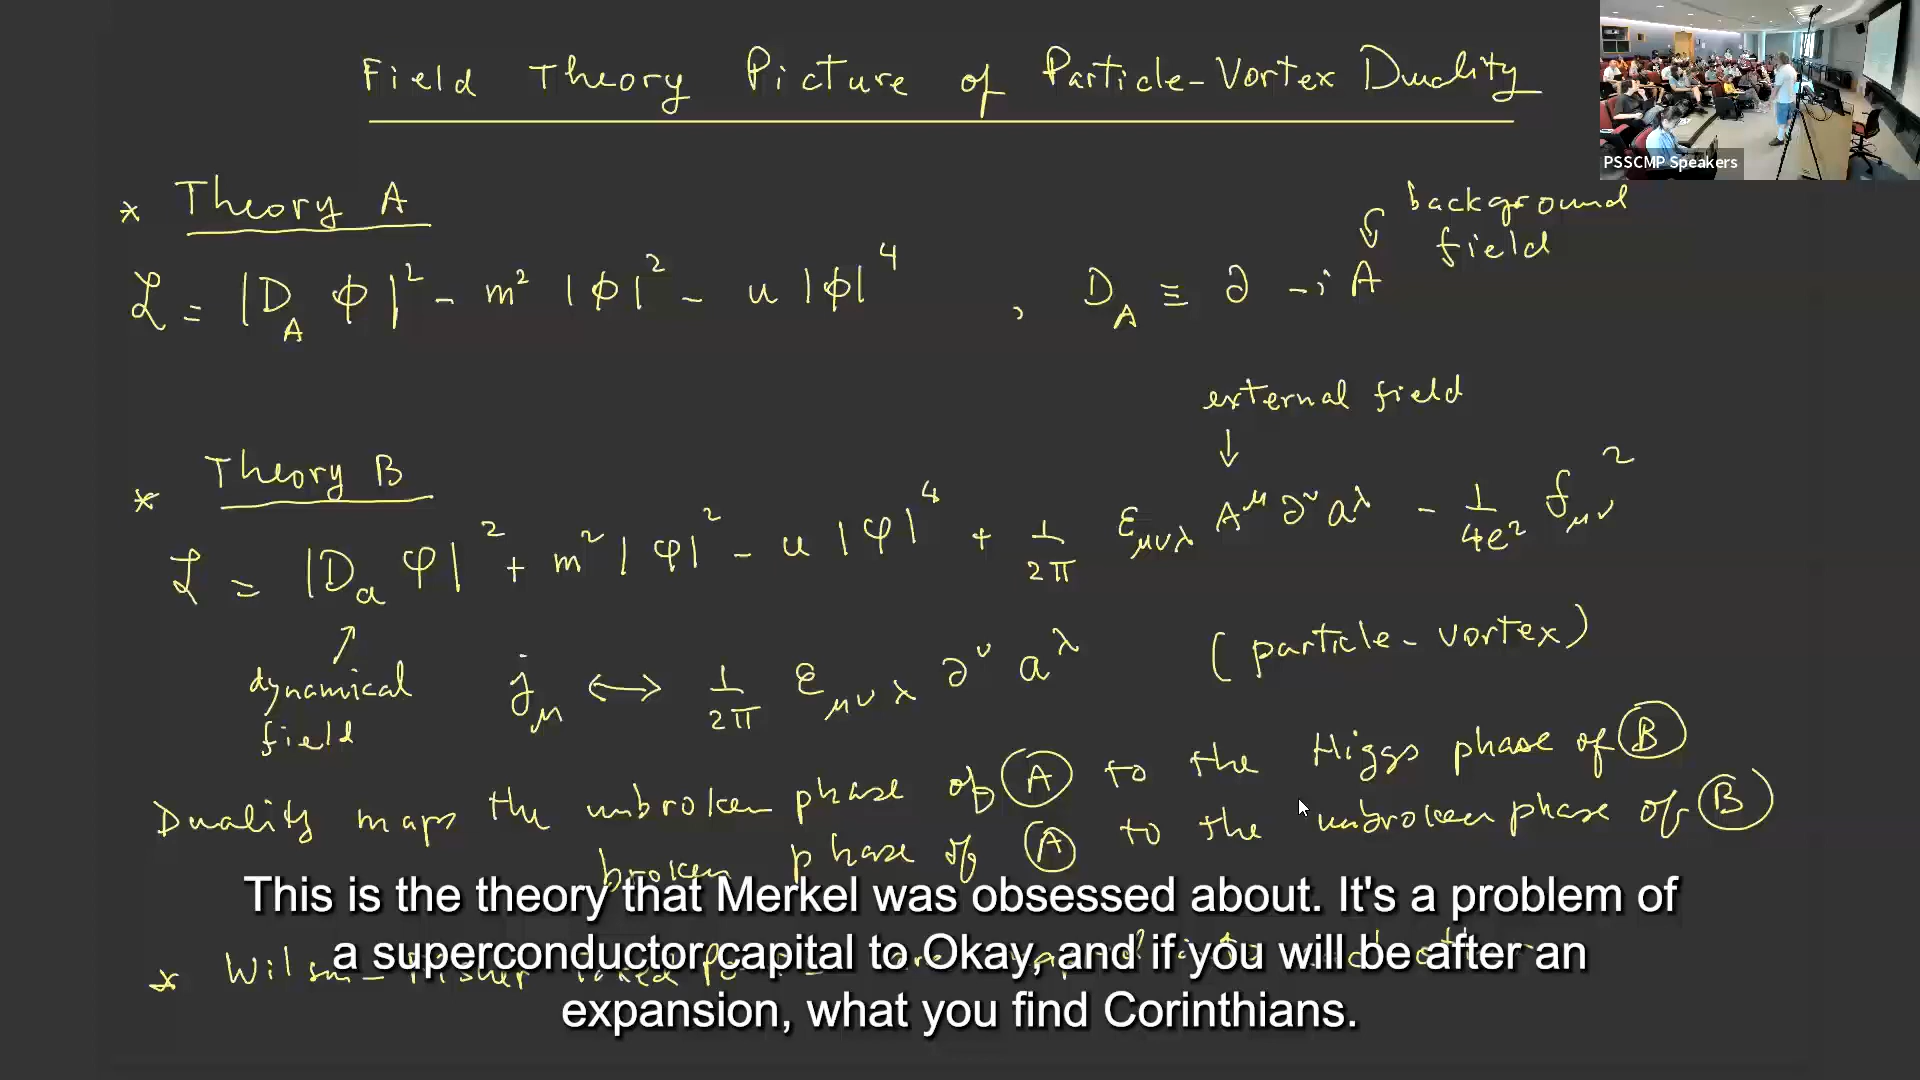 Field Theory Picture of Particle-Vortex Duality
PSSCMP Speakers
* Theory A
background field
ℒ = |D_A ϕ|² - m² |ϕ|² - u |ϕ|⁴ , D_A ≡ ∂ - i A
external field
* Theory B
ℒ = |D_a φ|² + m² |φ|² - u |φ|⁴ + 1/2π ε_μνλ A^μ ∂^ν a^λ - 1/4e² f_μν²
dynamical field
j_μ ↔ 1/2π ε_μνλ ∂^ν a^λ (particle-vortex)
Duality maps the unbroken phase of Ⓐ to the Higgs phase of Ⓑ
broken phase of Ⓐ to the unbroken phase of Ⓑ
* Wilson-Fisher fixed
This is the theory that Merkel was obsessed about. It's a problem of
a superconductor capital to Okay, and if you will be after an
expansion, what you find Corinthians.